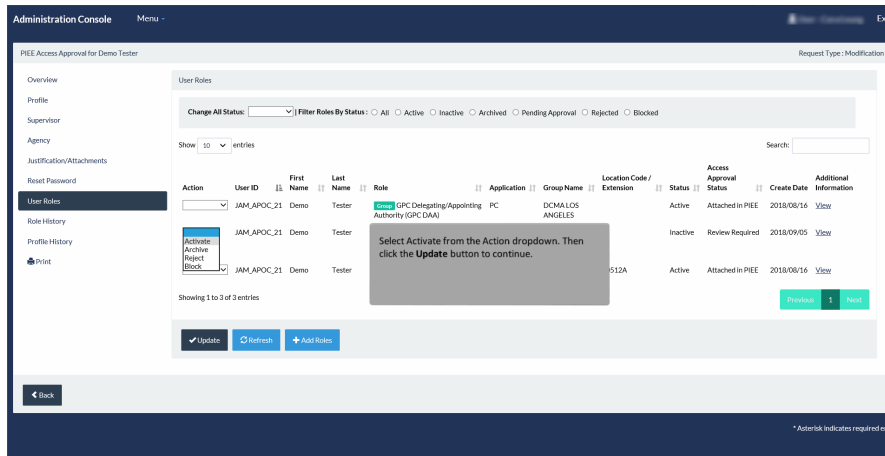 Administration Console Menu
Ex
PIEE Access Approval for Demo Tester
Request Type : Modification
Overview
Profile
Supervisor
Agency
Justification/Attachments
Reset Password
User Roles
Role History
Profile History
Print
User Roles
Change All Status: | Filter Roles By Status : All Active Inactive Archived Pending Approval Rejected Blocked
Show 10 entries
Search:
Action User ID First Name Last Name Role Application Group Name Location Code / Extension Status Access Approval Status Create Date Additional Information
JAM_APOC_21 Demo Tester Group GPC Delegating/Appointing Authority (GPC DAA) PC DCMA LOS ANGELES Active Attached in PIEE 2018/08/16 View
JAM_APOC_21 Demo Tester Inactive Review Required 2018/09/05 View
Activate
Archive
Reject
Block
Select Activate from the Action dropdown. Then
click the Update button to continue.
JAM_APOC_21 Demo Tester 512A Active Attached in PIEE 2018/08/16 View
Showing 1 to 3 of 3 entries
Previous 1 Next
Update Refresh Add Roles
Back
* Asterisk indicates required e